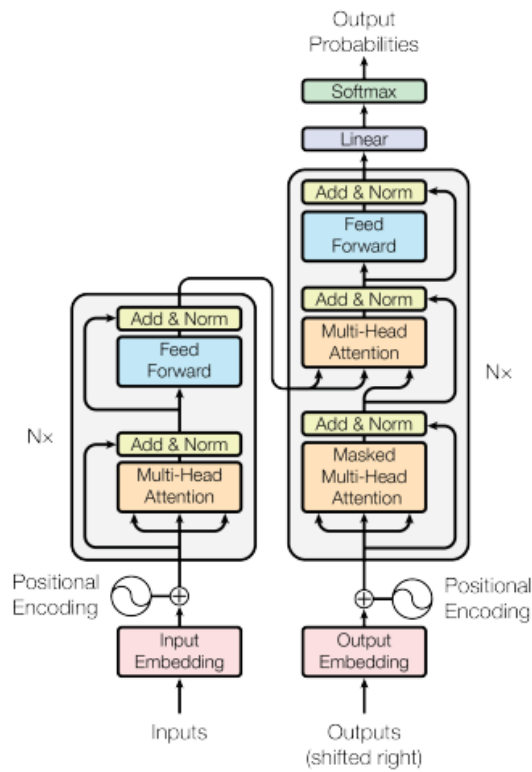 Output
Probabilities
Softmax
Linear
Add & Norm
Feed
Forward
Add & Norm
Multi-Head
Attention
Add & Norm
Masked
Multi-Head
Attention
N×
Add & Norm
Feed
Forward
Add & Norm
Multi-Head
Attention
N×
Positional
Encoding
Positional
Encoding
Input
Embedding
Output
Embedding
Inputs
Outputs
(shifted right)